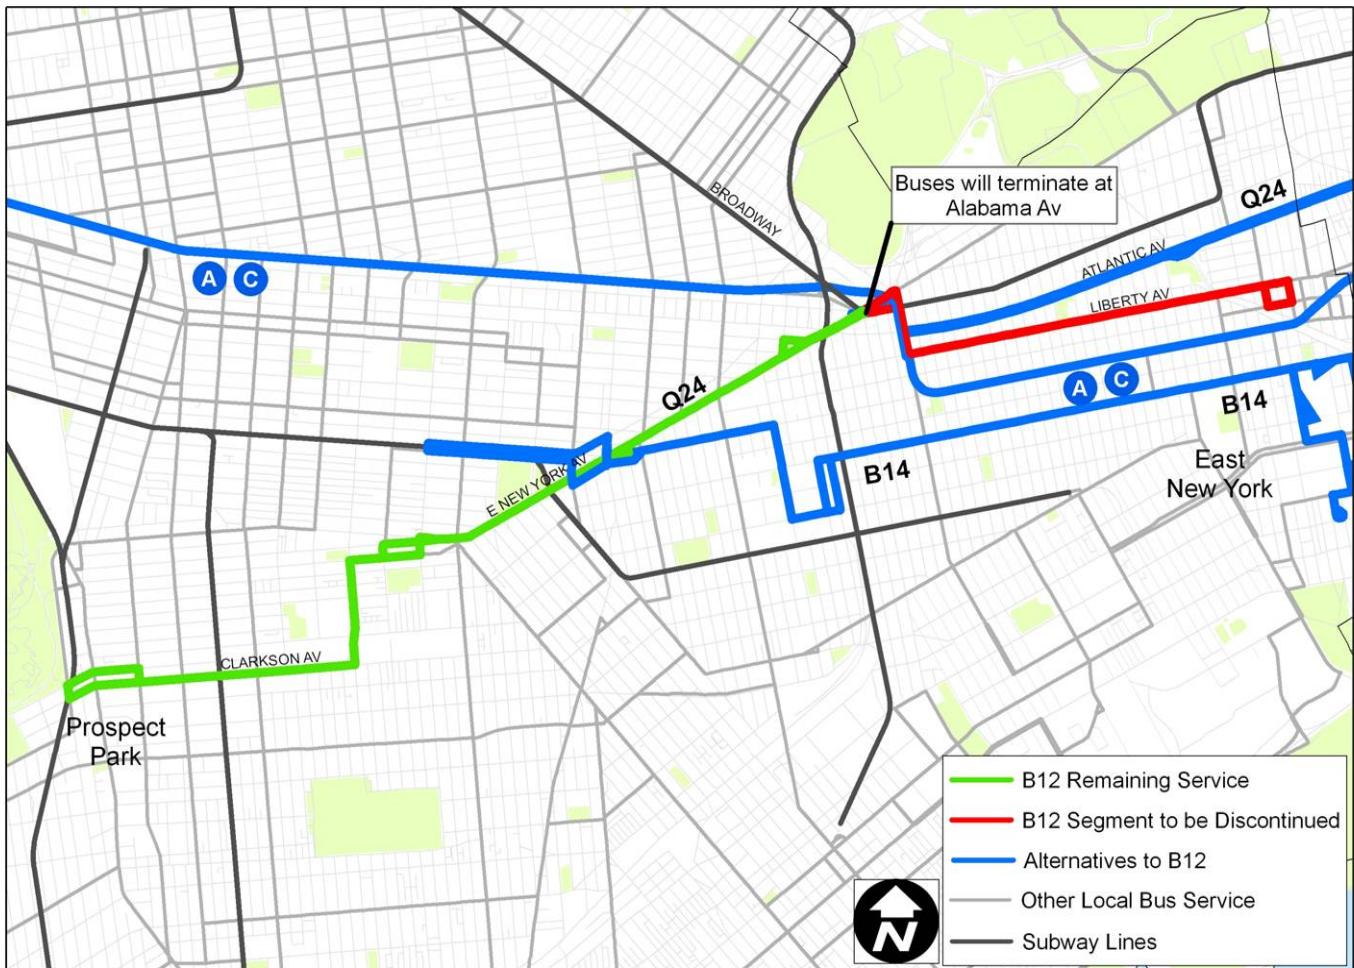 Buses will terminate at
Alabama Av
BROADWAY
Q24
ATLANTIC AV
LIBERTY AV
A C
Q24
A C
B14
B14
East
New York
E NEW YORK AV
CLARKSON AV
Prospect
Park
B12 Remaining Service
B12 Segment to be Discontinued
Alternatives to B12
Other Local Bus Service
Subway Lines
N